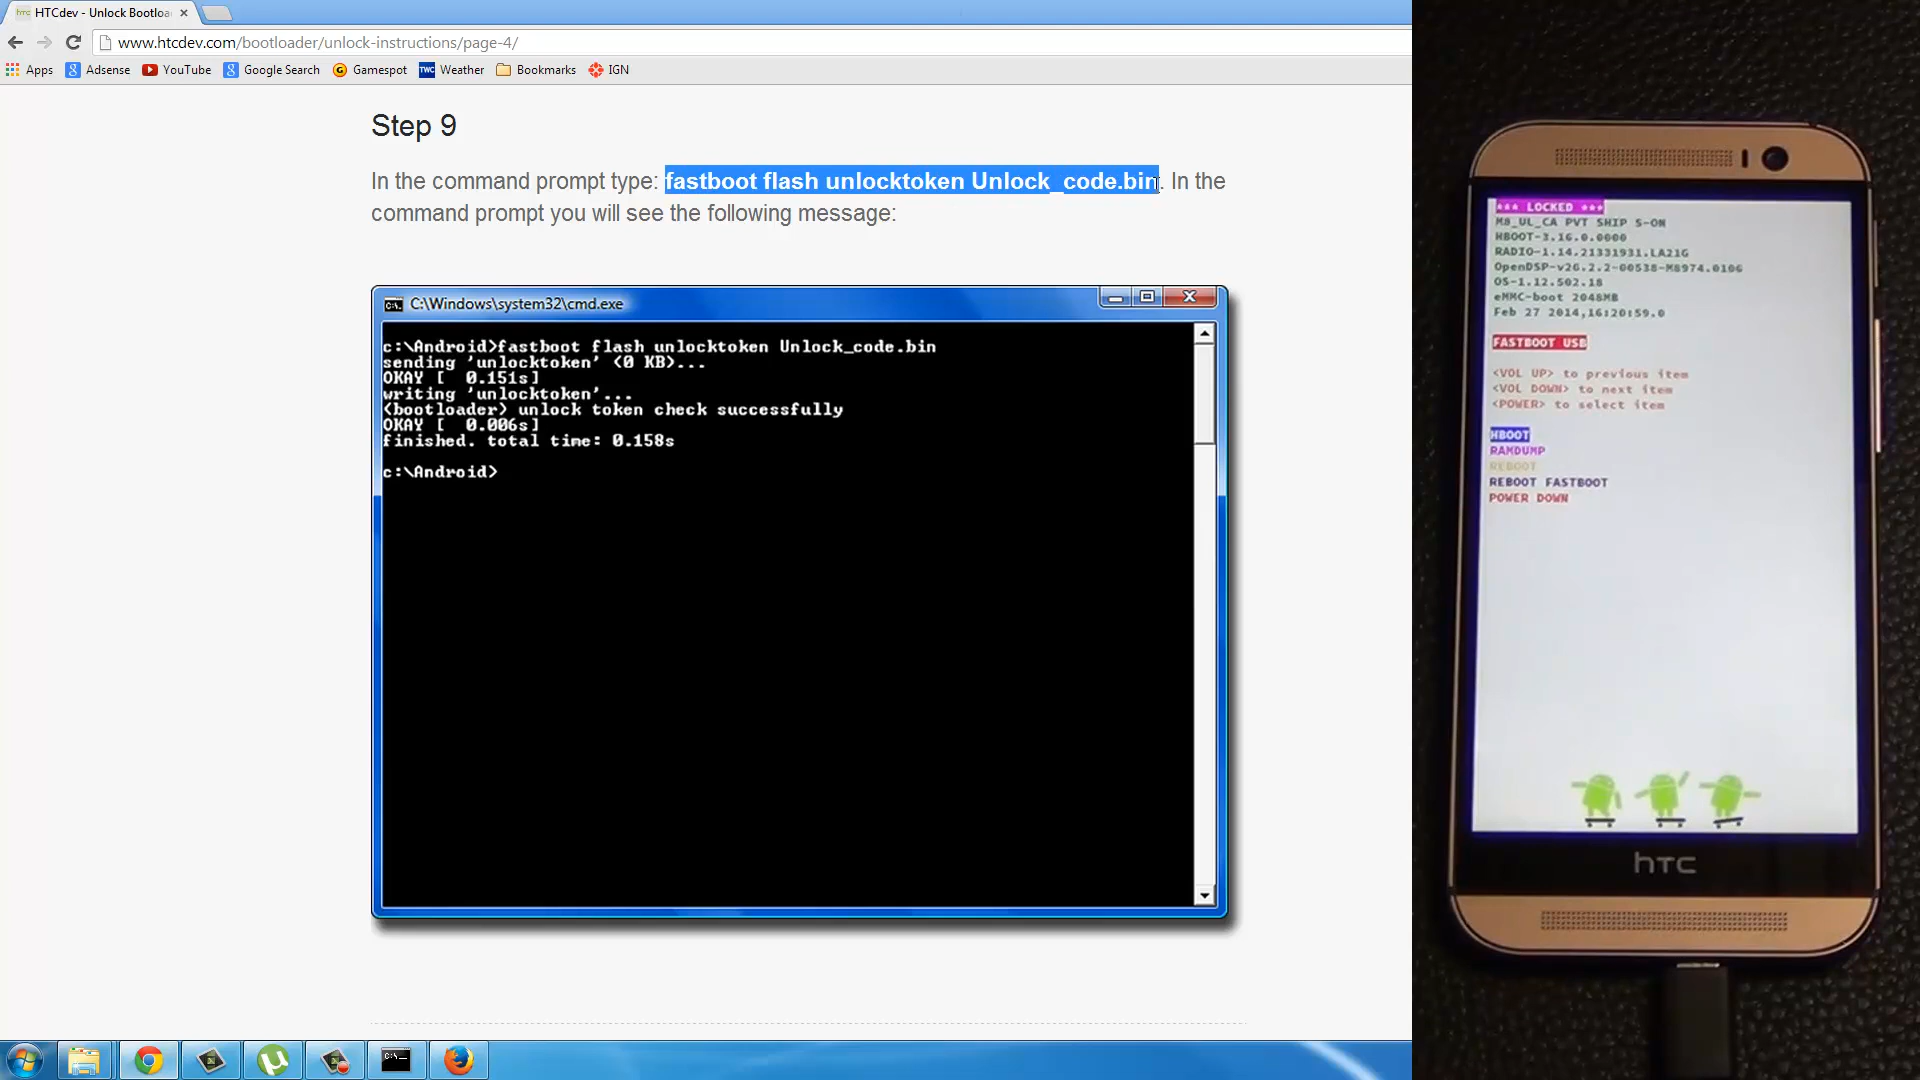 HTCdev - Unlock Bootloa
www.htcdev.com/bootloader/unlock-instructions/page-4/
Apps
Adsense
YouTube
Google Search
Gamespot
TWC Weather
Bookmarks
IGN
Step 9
In the command prompt type: fastboot flash unlocktoken Unlock_code.bin. In the
command prompt you will see the following message:
C:\Windows\system32\cmd.exe
c:\Android>fastboot flash unlocktoken Unlock_code.bin
sending 'unlocktoken' <0 KB>...
OKAY [  0.151s]
writing 'unlocktoken'...
<bootloader> unlock token check successfully
OKAY [  0.006s]
finished. total time: 0.158s
c:\Android>
*** LOCKED ***
M8_UL_CA PVT SHIP S-ON
HBOOT-3.16.0.0000
RADIO-1.14.21331931.LA21G
OpenDSP-v26.2.2-00538-M8974.0106
OS-1.12.502.18
eMMC-boot 2048MB
Feb 27 2014,16:20:59.0
FASTBOOT USB
<VOL UP> to previous item
<VOL DOWN> to next item
<POWER> to select item
HBOOT
RAMDUMP
REBOOT
REBOOT FASTBOOT
POWER DOWN
hTC